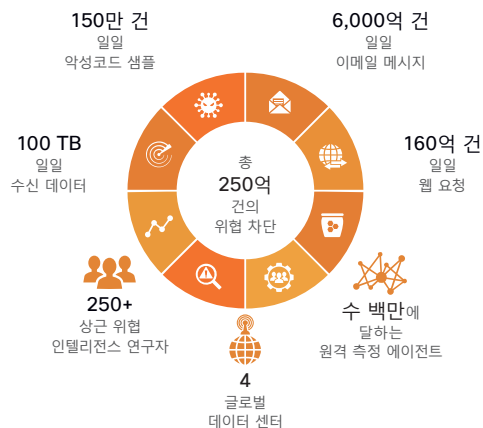 150만 건
일일
악성코드 샘플
6,000억 건
일일
이메일 메시지
100 TB
일일
수신 데이터
총
250억
건의
위협 차단
160억 건
일일
웹 요청
250+
상근 위협
인텔리전스 연구자
수 백만에
달하는
원격 측정 에이전트
4
글로벌
데이터 센터